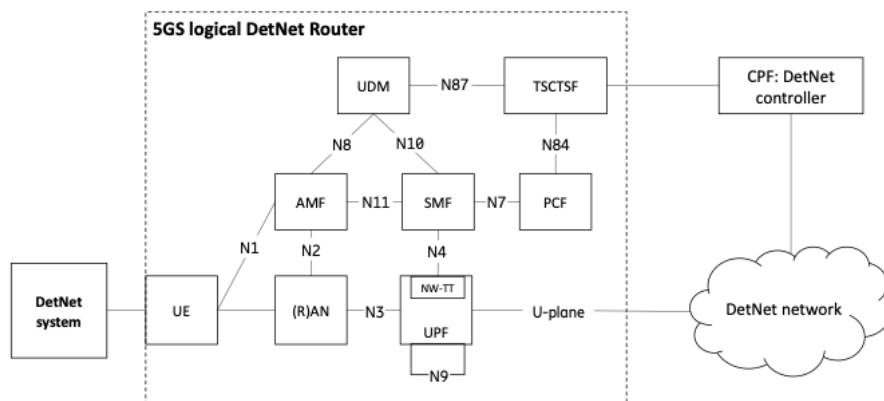 5GS logical DetNet Router
UDM
N87
TSCTSF
CPF: DetNet
controller
N8
N10
N84
AMF
N11
SMF
N7
PCF
N1
N2
N4
DetNet
system
UE
(R)AN
N3
NW-TT
UPF
U-plane
DetNet network
N9